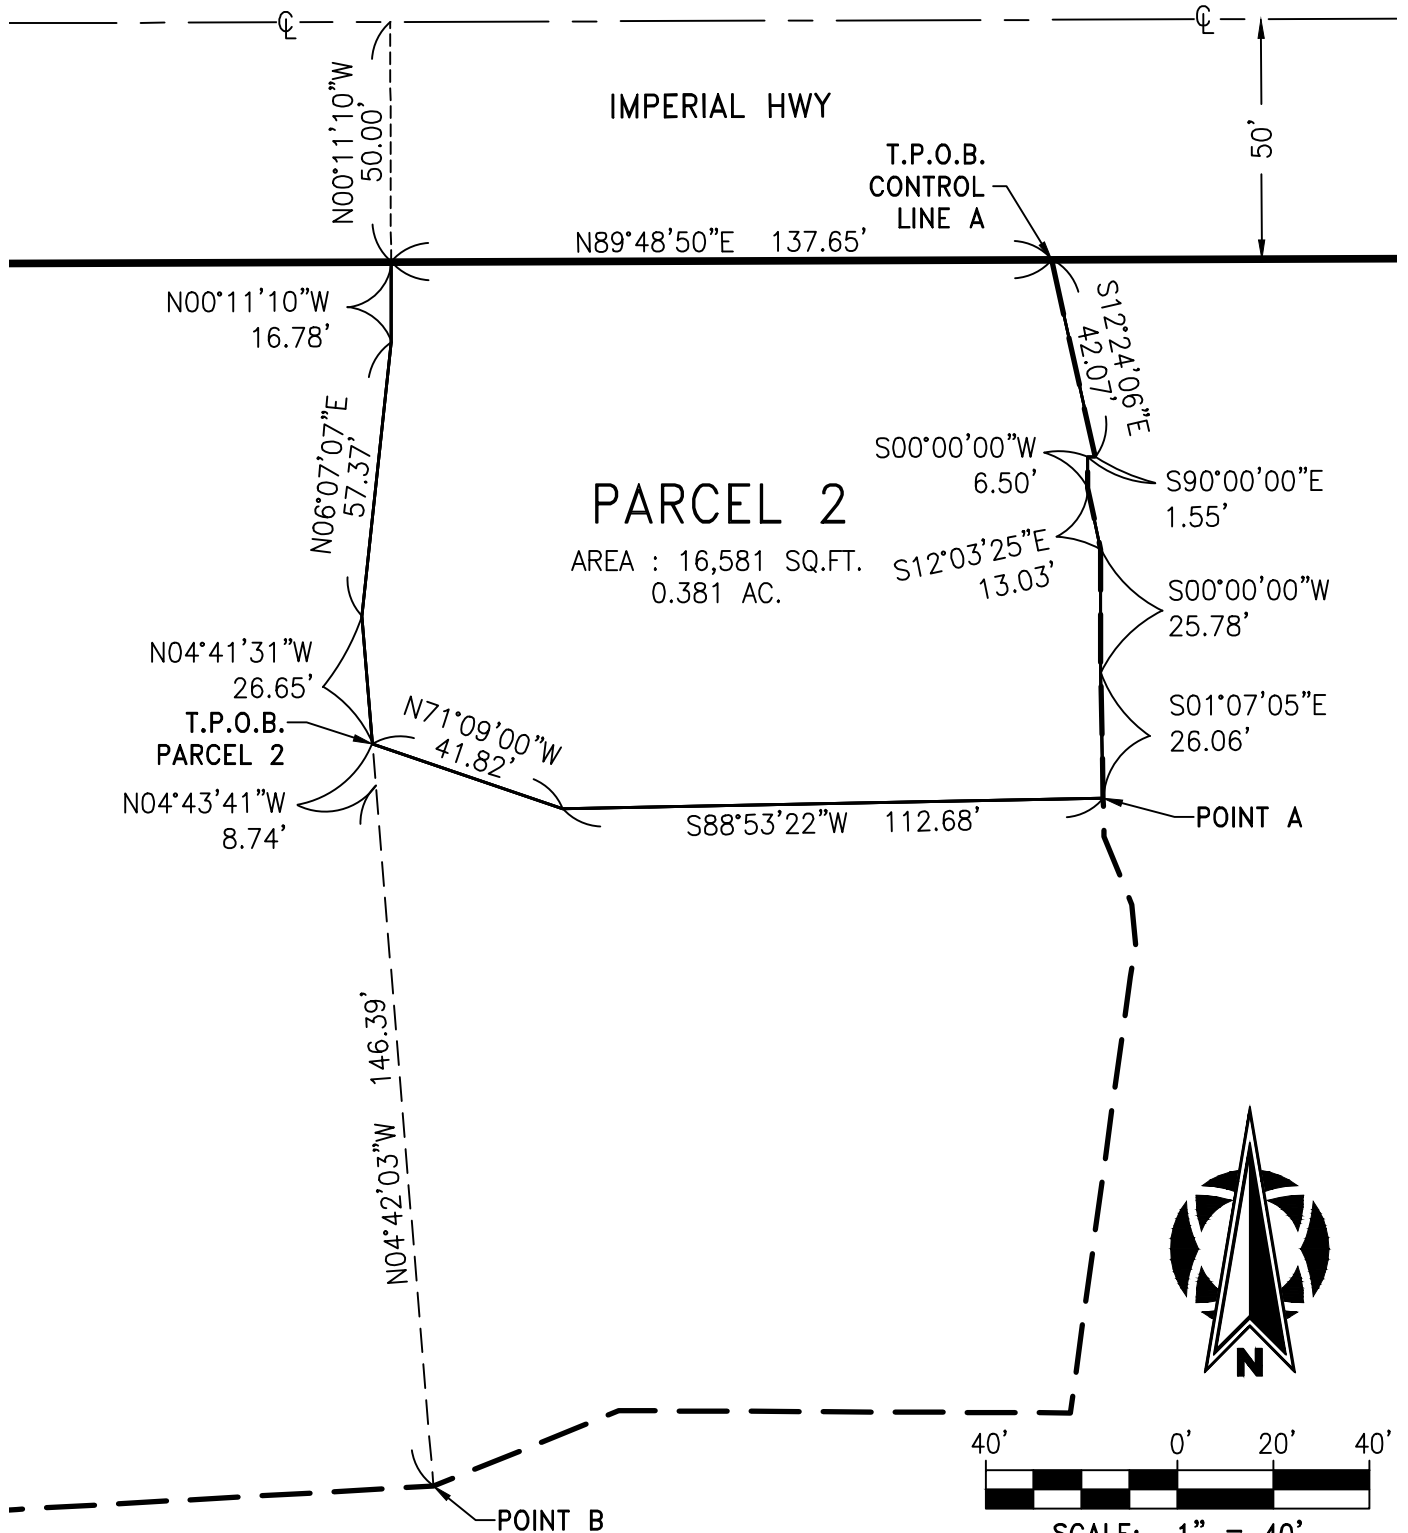 ℄
℄
N00°11'10"W
50.00'
IMPERIAL HWY
50'
T.P.O.B.
CONTROL
LINE A
N89°48'50"E 137.65'
N00°11'10"W
16.78'
S12°24'06"E
42.07'
N06°07'07"E
57.37'
S00°00'00"W
6.50'
S90°00'00"E
1.55'
PARCEL 2
AREA : 16,581 SQ.FT.
0.381 AC.
S12°03'25"E
13.03'
S00°00'00"W
25.78'
N04°41'31"W
26.65'
T.P.O.B.
PARCEL 2
N71°09'00"W
41.82'
S01°07'05"E
26.06'
N04°43'41"W
8.74'
S88°53'22"W 112.68'
POINT A
N04°42'03"W 146.39'
N
40' 0' 20' 40'
POINT B
SCALE: 1" = 40'